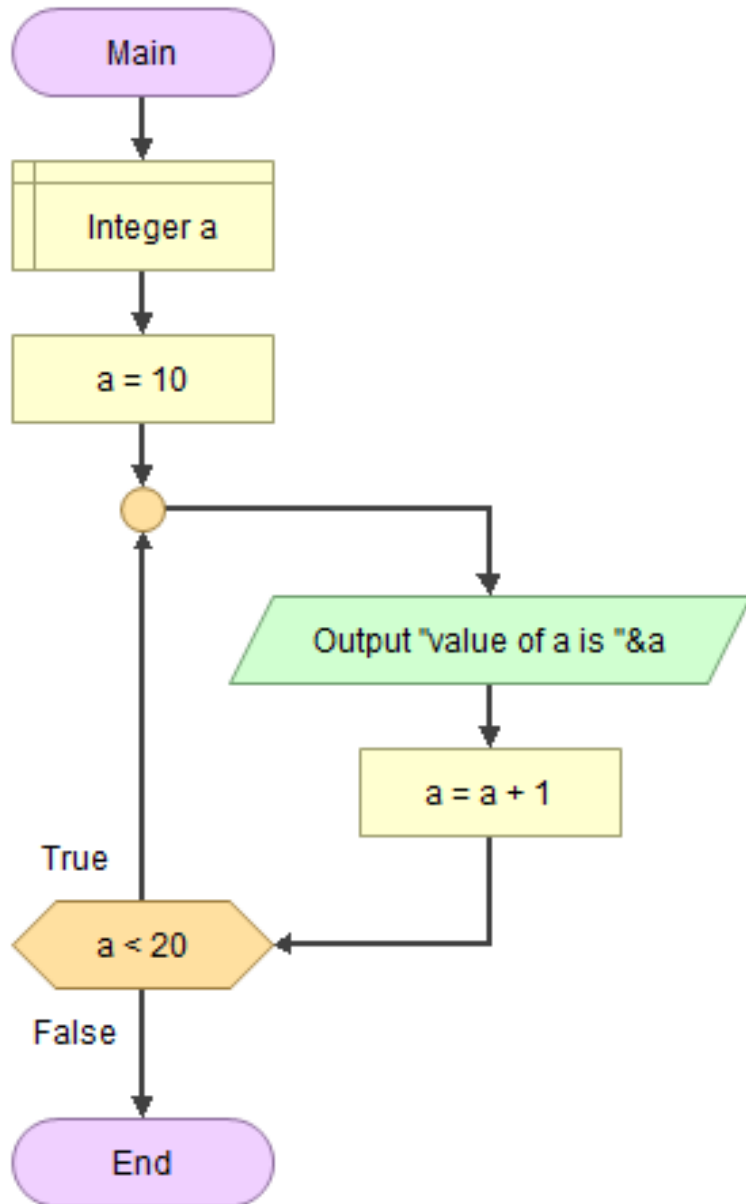 Main
Integer a
a = 10
Output "value of a is "&a
a = a + 1
True
a < 20
False
End